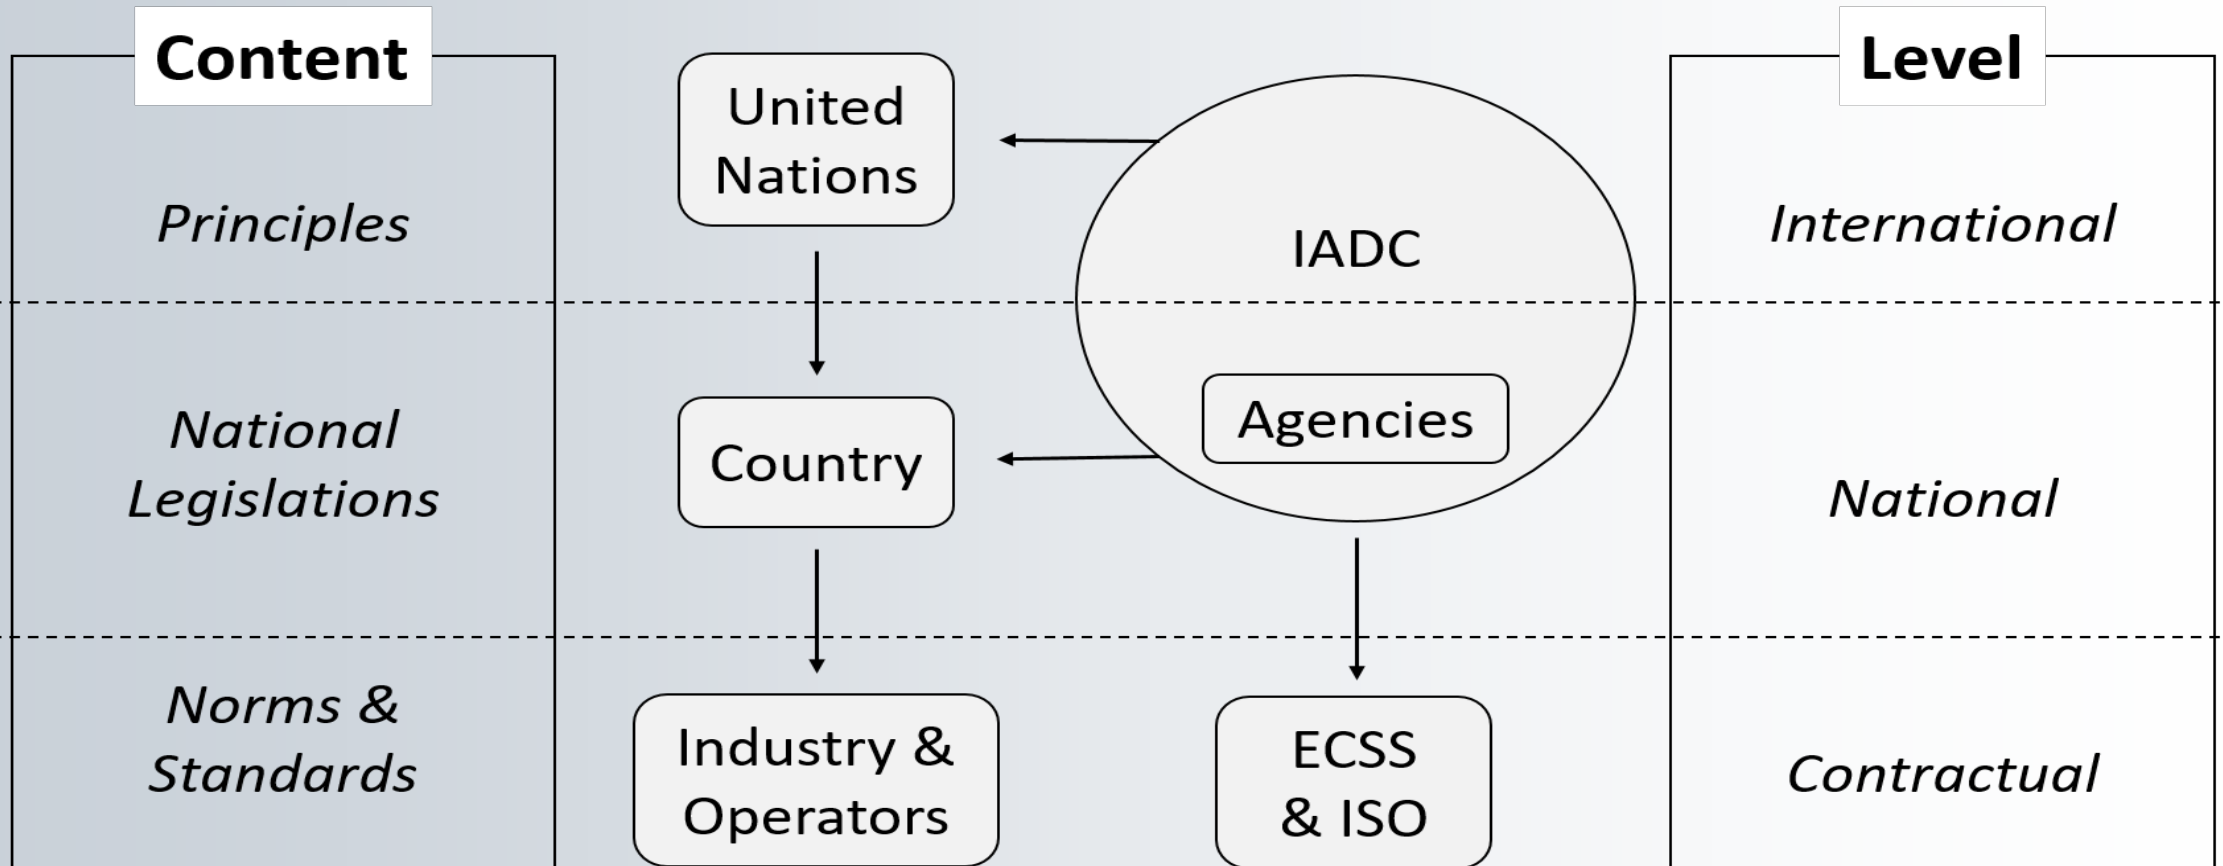 Content
Level
United
Nations
Principles
IADC
International
National
Legislations
Country
Agencies
National
Norms &
Standards
Industry &
Operators
ECSS
& ISO
Contractual